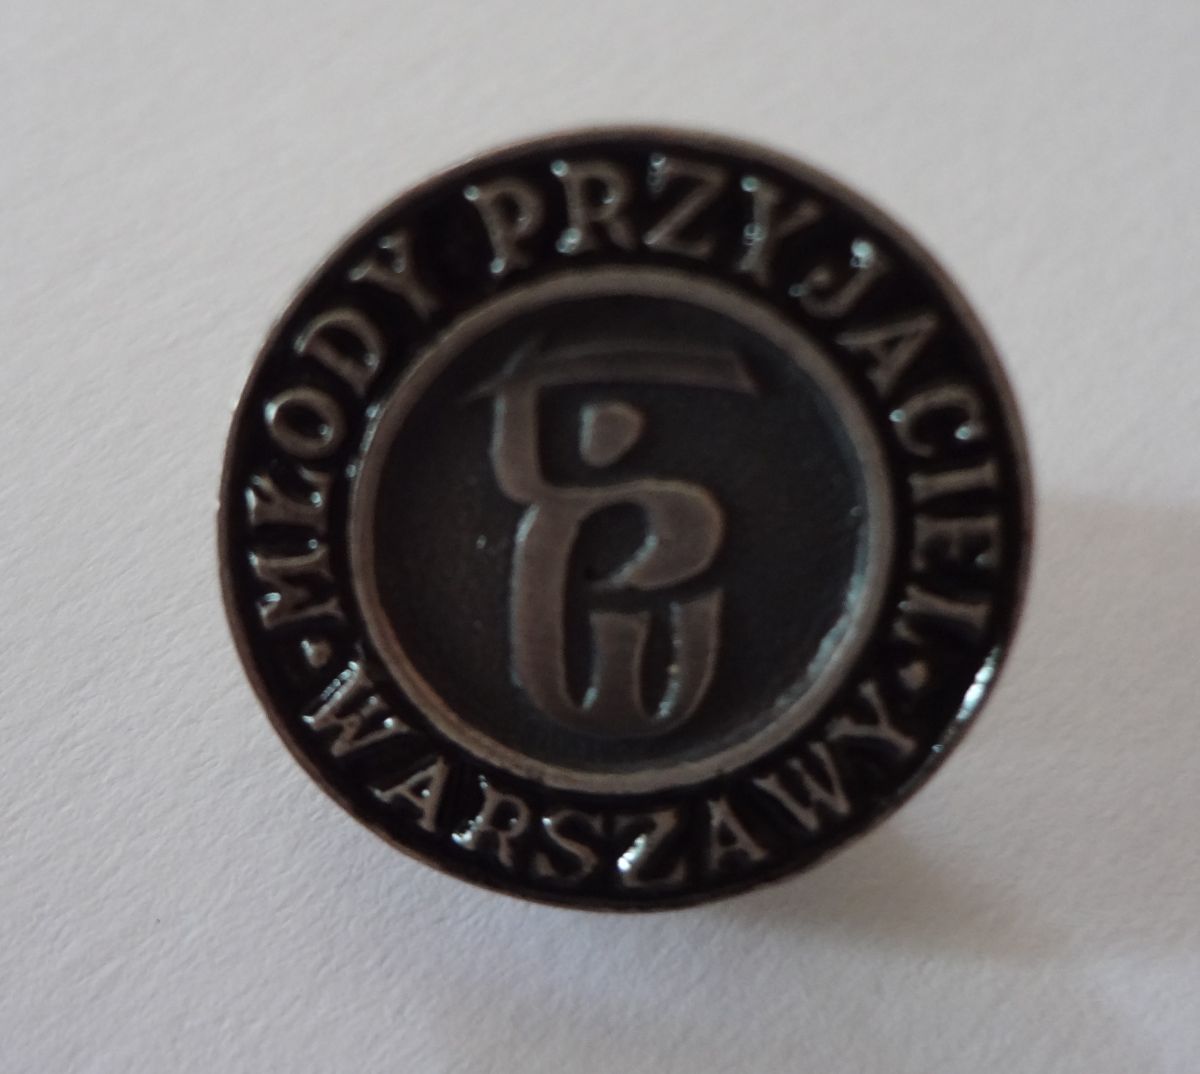 MŁODY PRZYJACIEL
• WARSZAWY •